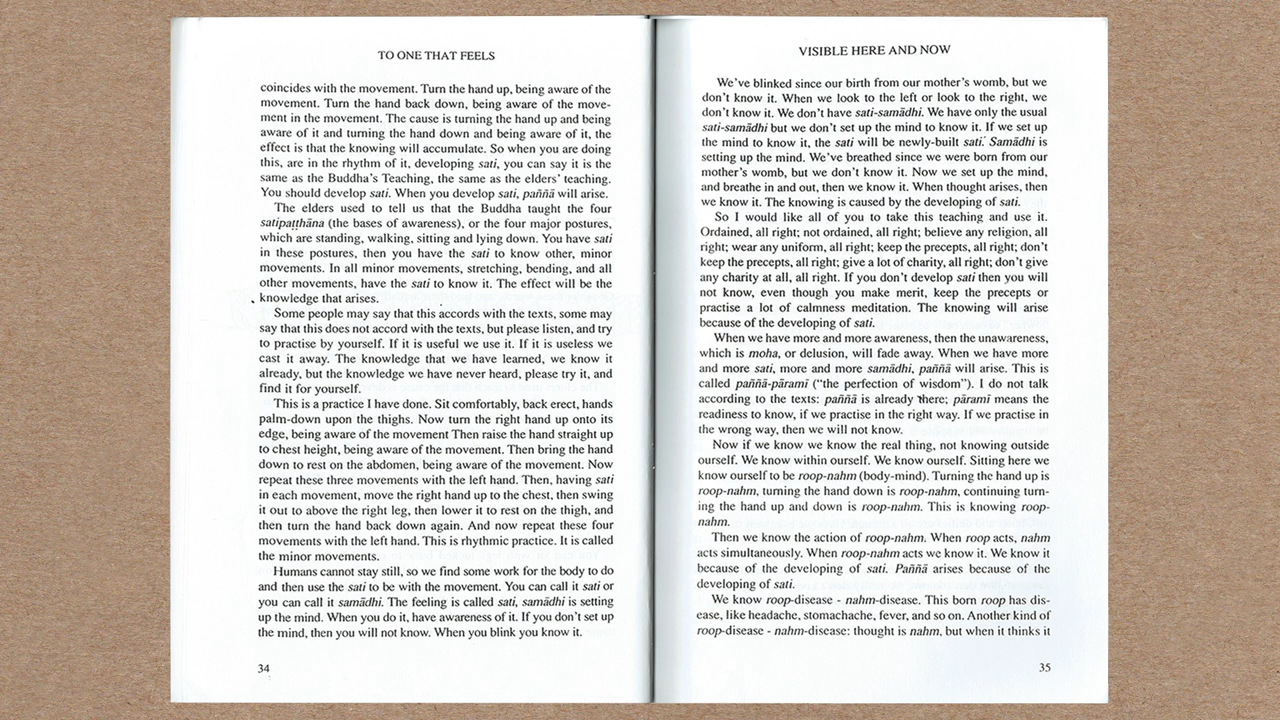 TO ONE THAT FEELS
coincides with the movement. Turn the hand up, being aware of the
movement. Turn the hand back down, being aware of the move-
ment in the movement. The cause is turning the hand up and being
aware of it and turning the hand down and being aware of it, the
effect is that the knowing will accumulate. So when you are doing
this, are in the rhythm of it, developing sati, you can say it is the
same as the Buddha's Teaching, the same as the elders' teaching.
You should develop sati. When you develop sati, paññā will arise.
The elders used to tell us that the Buddha taught the four
satipaṭṭhāna (the bases of awareness), or the four major postures,
which are standing, walking, sitting and lying down. You have sati
in these postures, then you have the sati to know other, minor
movements. In all minor movements, stretching, bending, and all
other movements, have the sati to know it. The effect will be the
knowledge that arises.
Some people may say that this accords with the texts, some may
say that this does not accord with the texts, but please listen, and try
to practise by yourself. If it is useful we use it. If it is useless we
cast it away. The knowledge that we have learned, we know it
already, but the knowledge we have never heard, please try it, and
find it for yourself.
This is a practice I have done. Sit comfortably, back erect, hands
palm-down upon the thighs. Now turn the right hand up onto its
edge, being aware of the movement Then raise the hand straight up
to chest height, being aware of the movement. Then bring the hand
down to rest on the abdomen, being aware of the movement. Now
repeat these three movements with the left hand. Then, having sati
in each movement, move the right hand up to the chest, then swing
it out to above the right leg, then lower it to rest on the thigh, and
then turn the hand back down again. And now repeat these four
movements with the left hand. This is rhythmic practice. It is called
the minor movements.
Humans cannot stay still, so we find some work for the body to do
and then use the sati to be with the movement. You can call it sati or
you can call it samādhi. The feeling is called sati, samādhi is setting
up the mind. When you do it, have awareness of it. If you don't set up
the mind, then you will not know. When you blink you know it.
34
VISIBLE HERE AND NOW
We've blinked since our birth from our mother's womb, but we
don't know it. When we look to the left or look to the right, we
don't know it. We don't have sati-samādhi. We have only the usual
sati-samādhi but we don't set up the mind to know it. If we set up
the mind to know it, the sati will be newly-built sati. Samādhi is
setting up the mind. We've breathed since we were born from our
mother's womb, but we don't know it. Now we set up the mind,
and breathe in and out, then we know it. When thought arises, then
we know it. The knowing is caused by the developing of sati.
So I would like all of you to take this teaching and use it.
Ordained, all right; not ordained, all right; believe any religion, all
right; wear any uniform, all right; keep the precepts, all right; don't
keep the precepts, all right; give a lot of charity, all right; don't give
any charity at all, all right. If you don't develop sati then you will
not know, even though you make merit, keep the precepts or
practise a lot of calmness meditation. The knowing will arise
because of the developing of sati.
When we have more and more awareness, then the unawareness,
which is moha, or delusion, will fade away. When we have more
and more sati, more and more samādhi, paññā will arise. This is
called paññā-pāramī ("the perfection of wisdom"). I do not talk
according to the texts: paññā is already there; pāramī means the
readiness to know, if we practise in the right way. If we practise in
the wrong way, then we will not know.
Now if we know we know the real thing, not knowing outside
ourself. We know within ourself. We know ourself. Sitting here we
know ourself to be roop-nahm (body-mind). Turning the hand up is
roop-nahm, turning the hand down is roop-nahm, continuing turn-
ing the hand up and down is roop-nahm. This is knowing roop-
nahm.
Then we know the action of roop-nahm. When roop acts, nahm
acts simultaneously. When roop-nahm acts we know it. We know it
because of the developing of sati. Paññā arises because of the
developing of sati.
We know roop-disease - nahm-disease. This born roop has dis-
ease, like headache, stomachache, fever, and so on. Another kind of
roop-disease - nahm-disease: thought is nahm, but when it thinks it
35